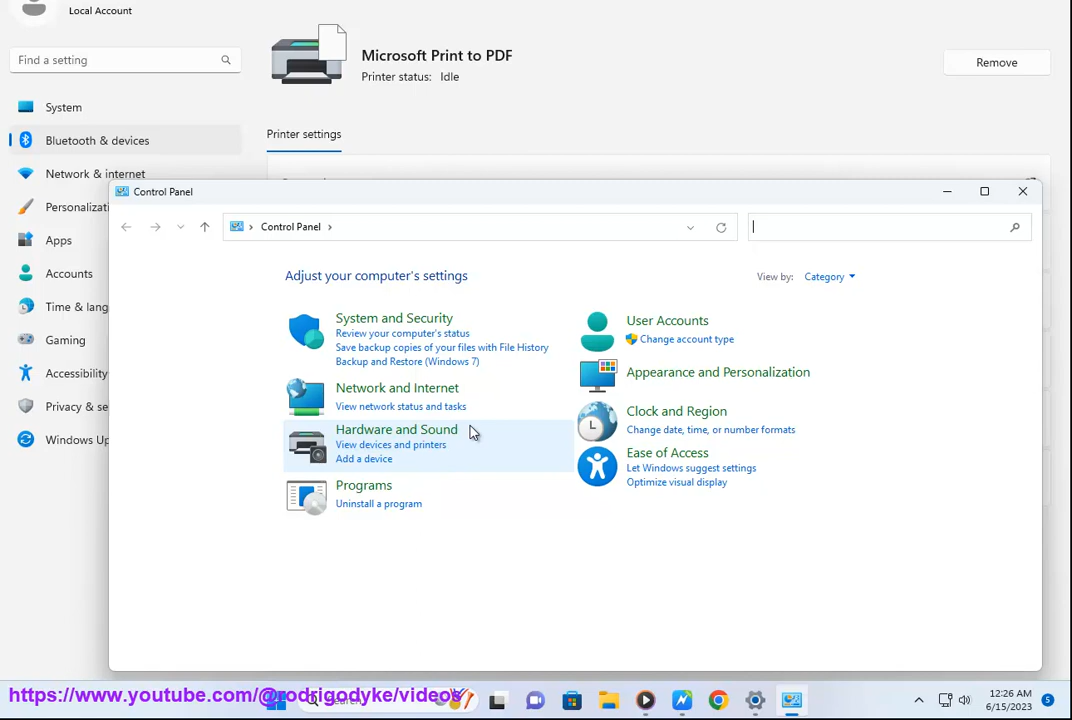 Local Account
Find a setting
System
Bluetooth & devices
Network & internet
Personalizati
Apps
Accounts
Time & lang
Gaming
Accessibility
Privacy & se
Windows Up
Microsoft Print to PDF
Printer status: Idle
Remove
Printer settings
Control Panel
Control Panel
Adjust your computer's settings
View by: Category
System and Security
Review your computer's status
Save backup copies of your files with File History
Backup and Restore (Windows 7)
Network and Internet
View network status and tasks
Hardware and Sound
View devices and printers
Add a device
Programs
Uninstall a program
User Accounts
Change account type
Appearance and Personalization
Clock and Region
Change date, time, or number formats
Ease of Access
Let Windows suggest settings
Optimize visual display
https://www.youtube.com/@rodrigodyke/videos
12:26 AM
6/15/2023